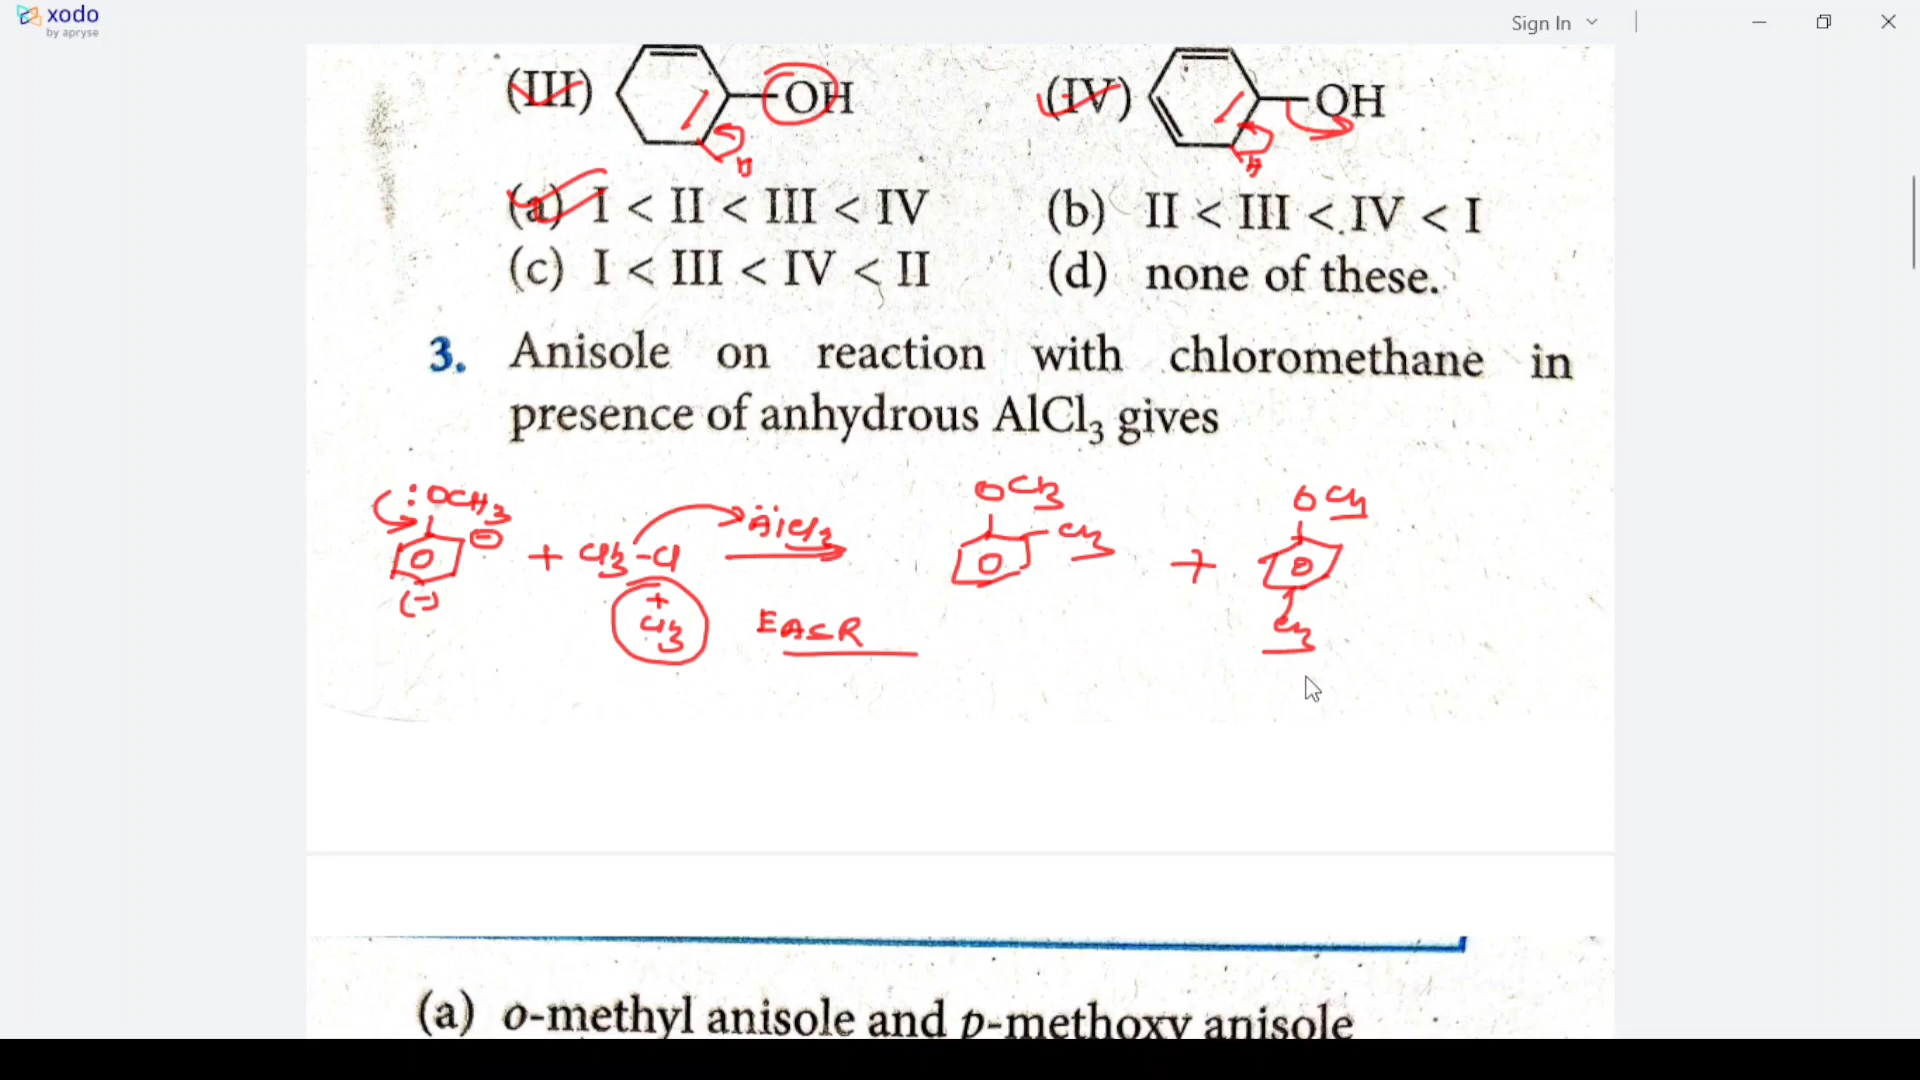 xodo
by apryse
Sign In
(III) OH (IV) OH
H H
(a) I < II < III < IV (b) II < III < IV < I
(c) I < III < IV < II (d) none of these.
3. Anisole on reaction with chloromethane in
presence of anhydrous AlCl3 gives
:OCH3 + CH3-Cl AlCl3 OCH3 CH3 + OCH3
(-) +
CH3 EASR CH3
(a) o-methyl anisole and p-methoxy anisole